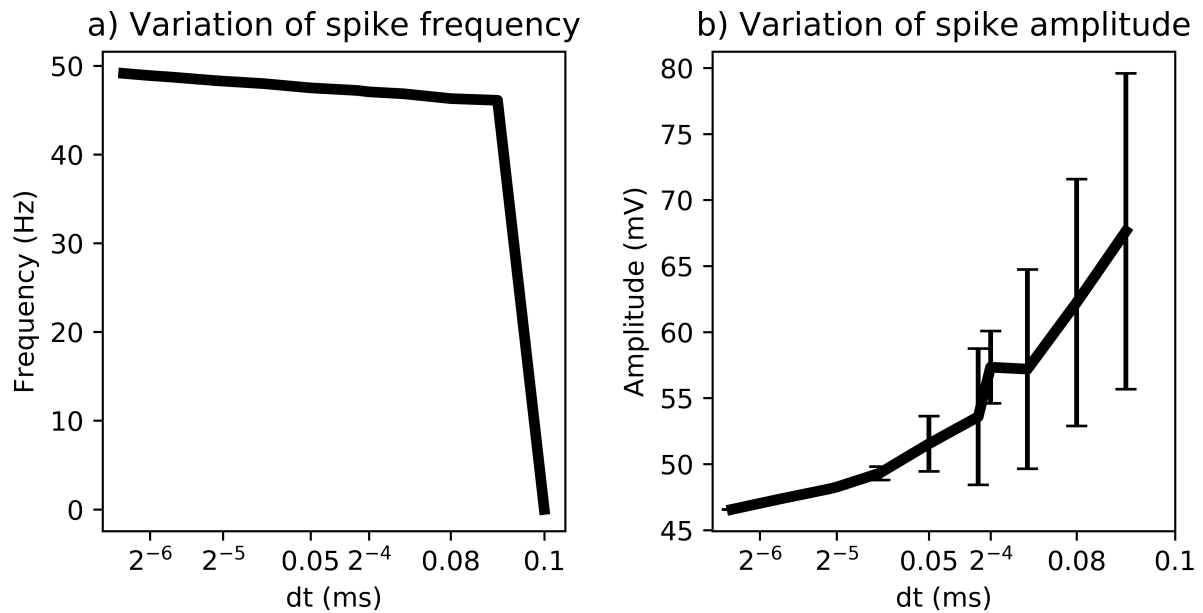 a) Variation of spike frequency
50
40
30
20
10
0
Frequency (Hz)
2⁻⁶ 2⁻⁵ 0.05 2⁻⁴ 0.08 0.1
dt (ms)
b) Variation of spike amplitude
80
75
70
65
60
55
50
45
Amplitude (mV)
2⁻⁶ 2⁻⁵ 0.05 2⁻⁴ 0.08 0.1
dt (ms)